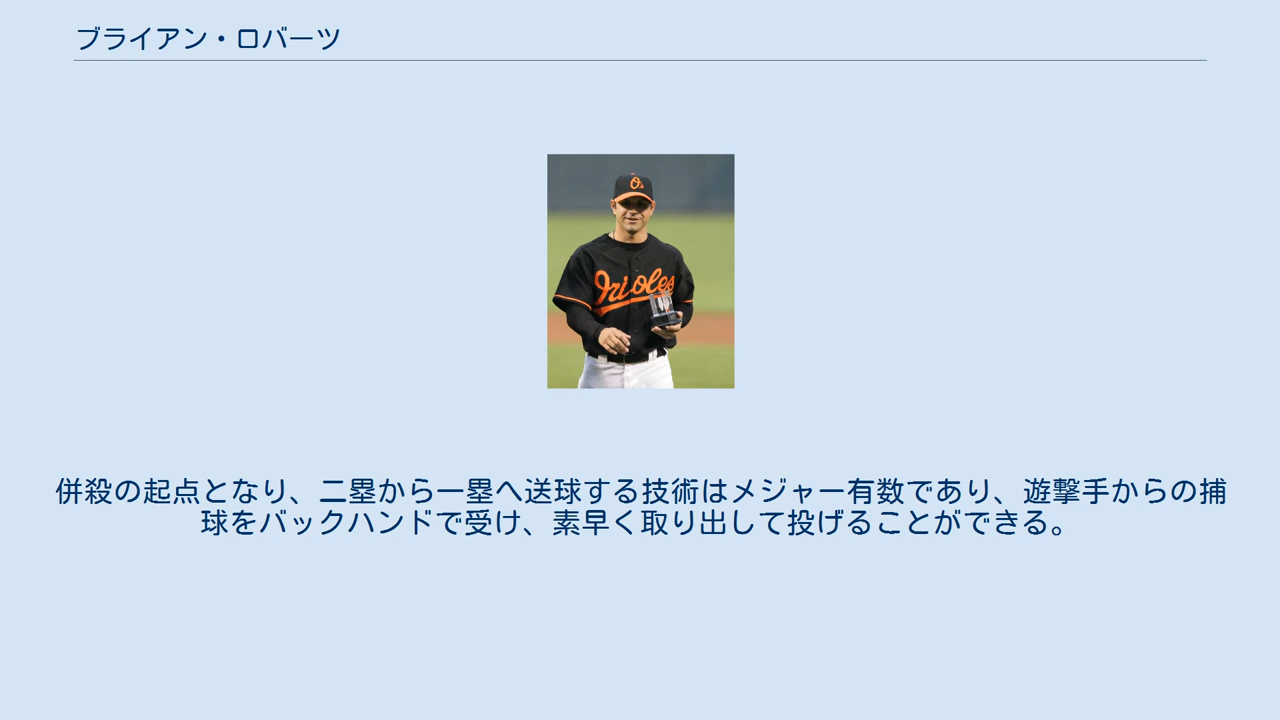 ブライアン・ロバーツ
Orioles
併殺の起点となり、二塁から一塁へ送球する技術はメジャー有数であり、遊撃手からの捕
球をバックハンドで受け、素早く取り出して投げることができる。